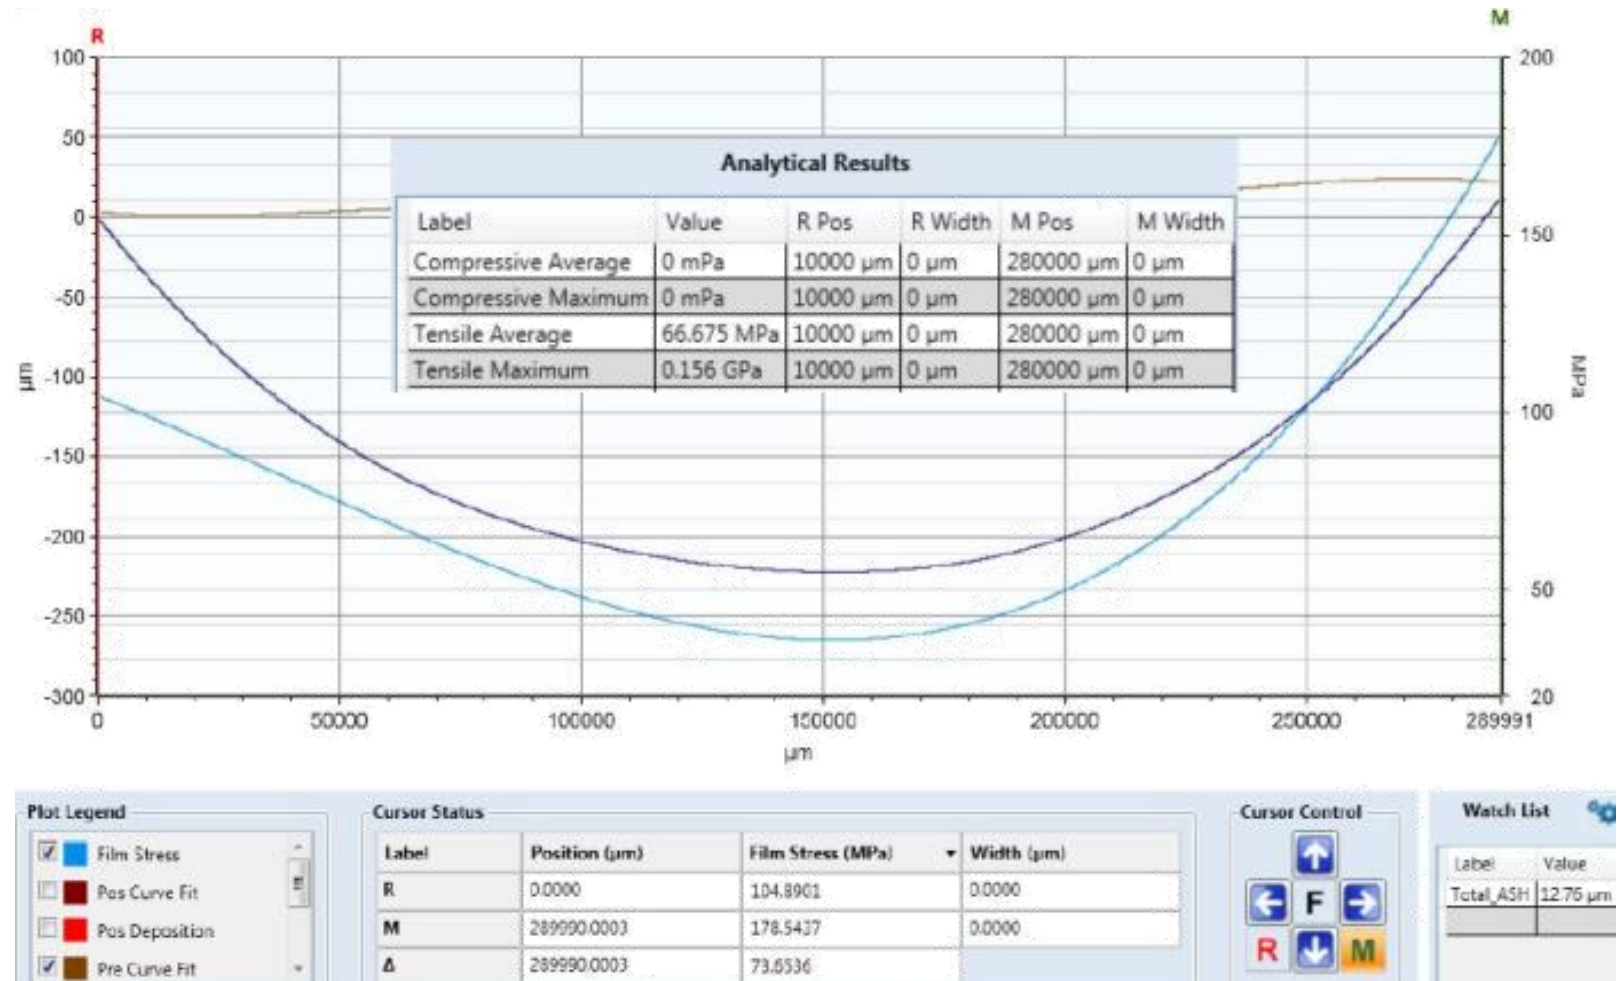 R M
100 200
50
Analytical Results
Label Value R Pos R Width M Pos M Width
0 150
Compressive Average 0 mPa 10000 µm 0 µm 280000 µm 0 µm
-50 Compressive Maximum 0 mPa 10000 µm 0 µm 280000 µm 0 µm
Tensile Average 66.675 MPa 10000 µm 0 µm 280000 µm 0 µm
-100 Tensile Maximum 0.156 GPa 10000 µm 0 µm 280000 µm 0 µm
µm MPa
100
-150
-200
50
-250
-300 20
0 50000 100000 150000 200000 250000 289991
µm
Plot Legend Cursor Status Cursor Control Watch List
Film Stress Label Position (µm) Film Stress (MPa) Width (µm) Label Value
Pos Curve Fit R 0.0000 104.8901 0.0000 F Total_ASH 12.76 µm
Pos Deposition M 289990.0003 178.5437 0.0000 R M
Pre Curve Fit Δ 289990.0003 73.6536